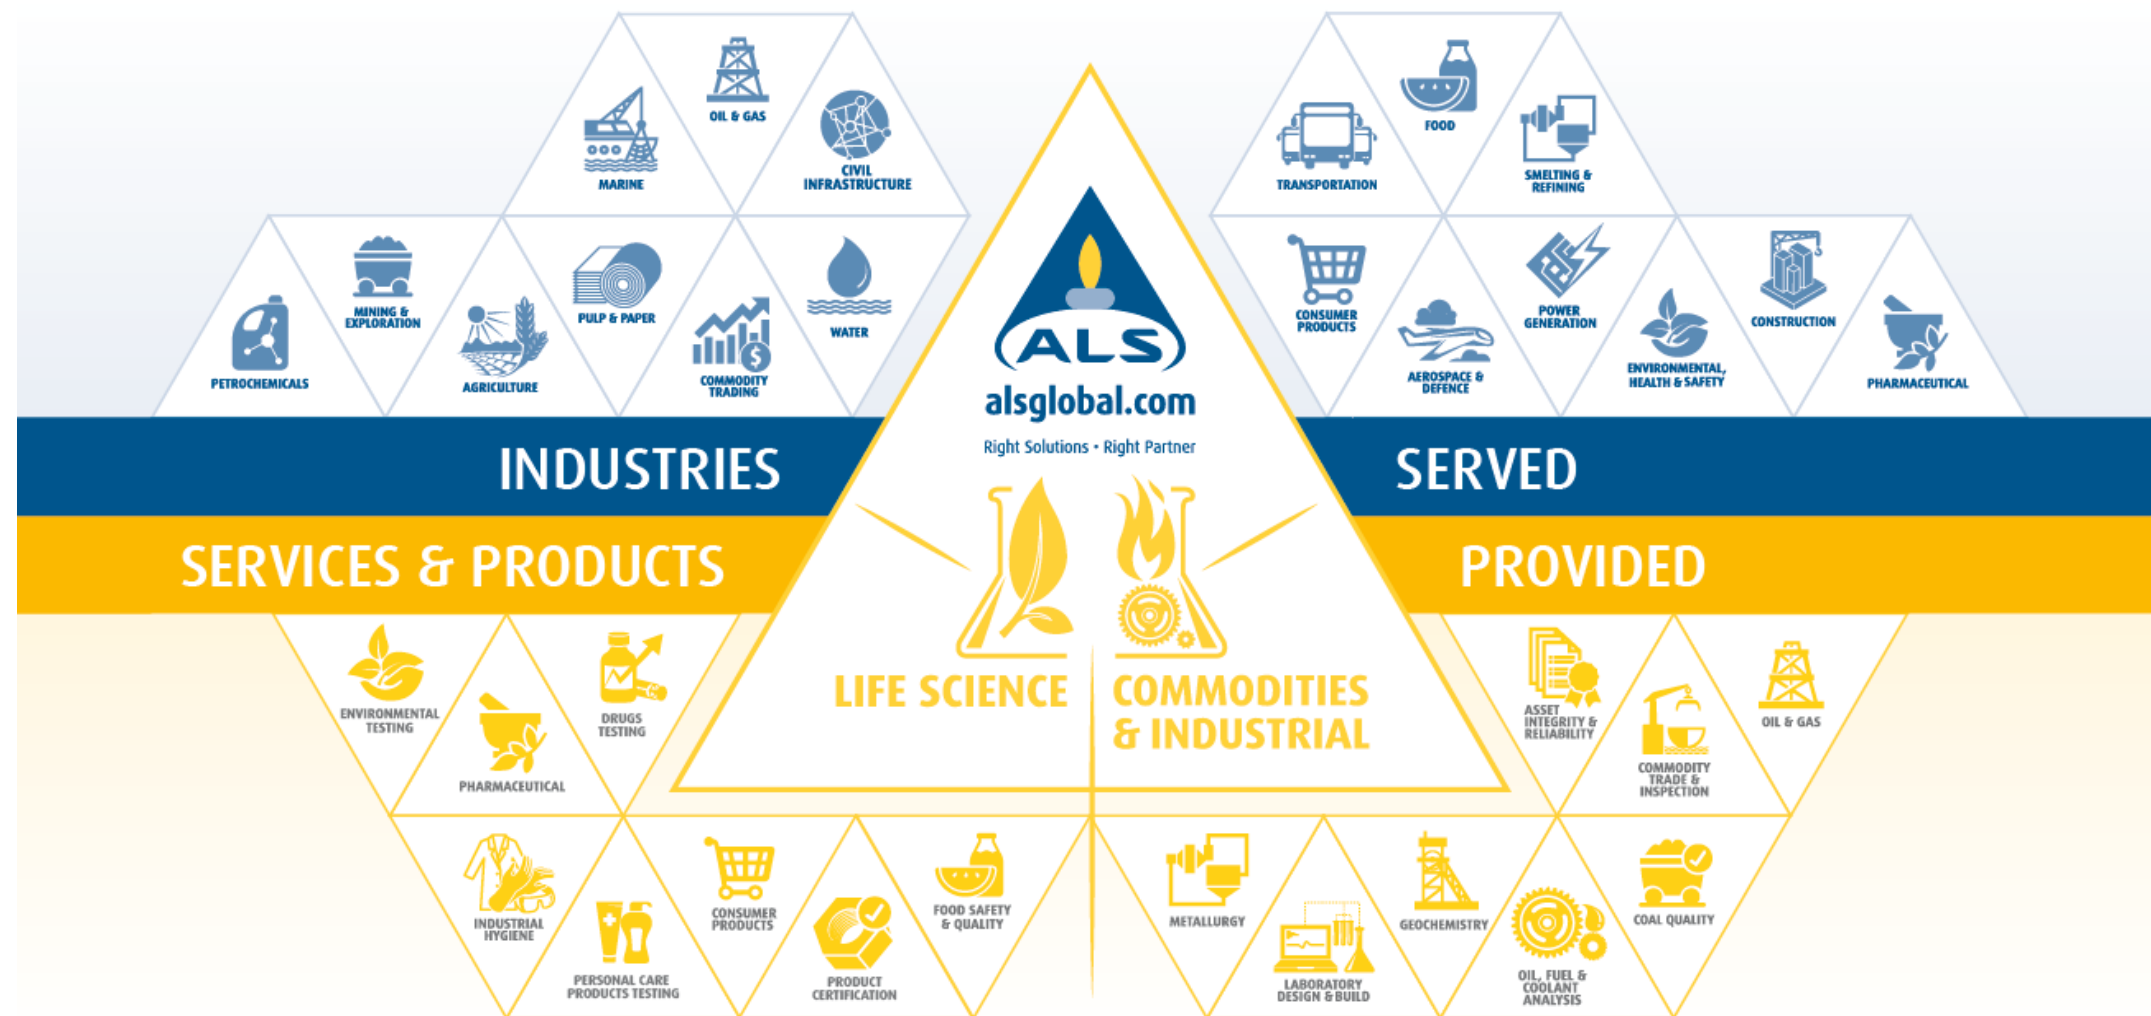 OIL & GAS
MARINE
CIVIL
INFRASTRUCTURE
PETROCHEMICALS
MINING &
EXPLORATION
AGRICULTURE
PULP & PAPER
COMMODITY
TRADING
WATER
ALS
alsglobal.com
Right Solutions • Right Partner
TRANSPORTATION
FOOD
SMELTING &
REFINING
CONSUMER
PRODUCTS
AEROSPACE &
DEFENCE
POWER
GENERATION
ENVIRONMENTAL,
HEALTH & SAFETY
CONSTRUCTION
PHARMACEUTICAL
INDUSTRIES
SERVED
SERVICES & PRODUCTS
PROVIDED
LIFE SCIENCE
COMMODITIES
& INDUSTRIAL
ENVIRONMENTAL
TESTING
PHARMACEUTICAL
DRUGS
TESTING
INDUSTRIAL
HYGIENE
PERSONAL CARE
PRODUCTS TESTING
CONSUMER
PRODUCTS
PRODUCT
CERTIFICATION
FOOD SAFETY
& QUALITY
ASSET
INTEGRITY &
RELIABILITY
COMMODITY
TRADE &
INSPECTION
OIL & GAS
METALLURGY
LABORATORY
DESIGN & BUILD
GEOCHEMISTRY
OIL, FUEL &
COOLANT
ANALYSIS
COAL QUALITY